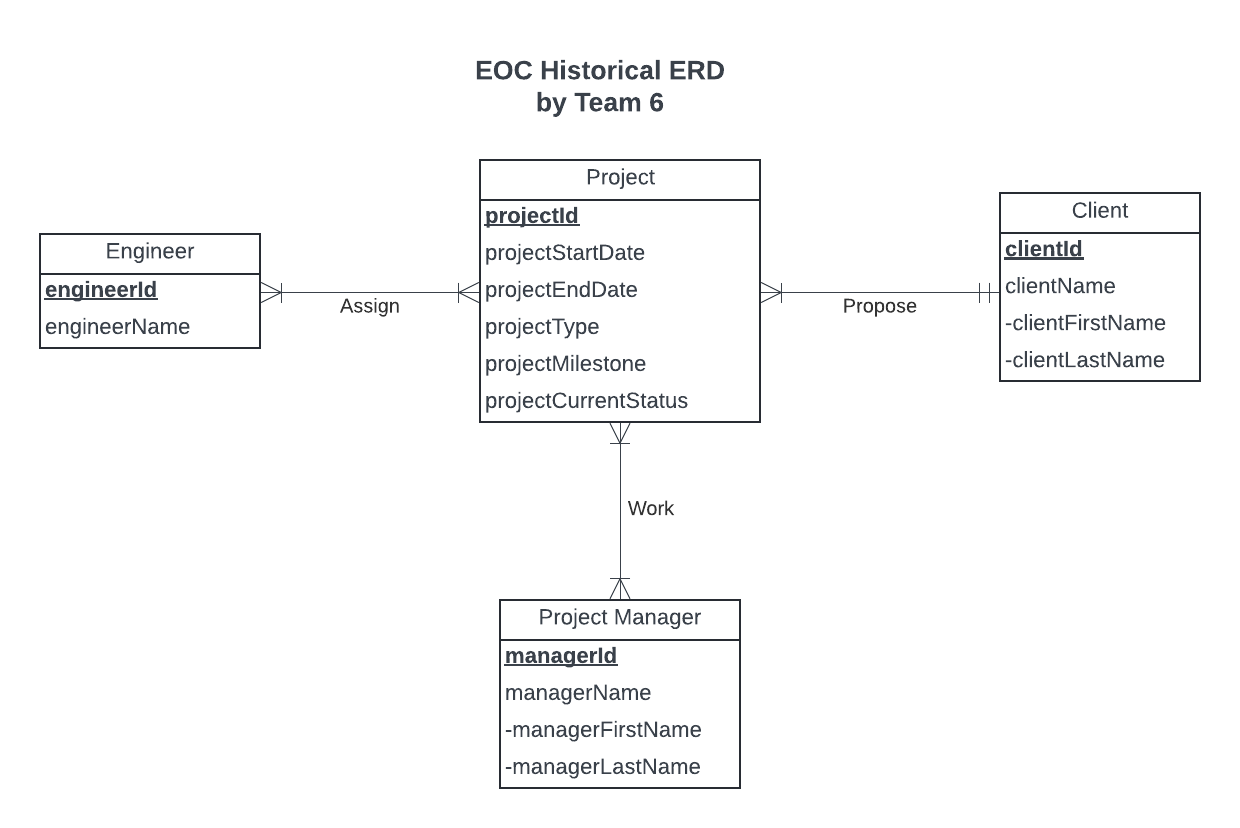 EOC Historical ERD
by Team 6
Project
projectId
projectStartDate
projectEndDate
projectType
projectMilestone
projectCurrentStatus
Engineer
engineerId
engineerName
Assign
Propose
Client
clientId
clientName
-clientFirstName
-clientLastName
Work
Project Manager
managerId
managerName
-managerFirstName
-managerLastName